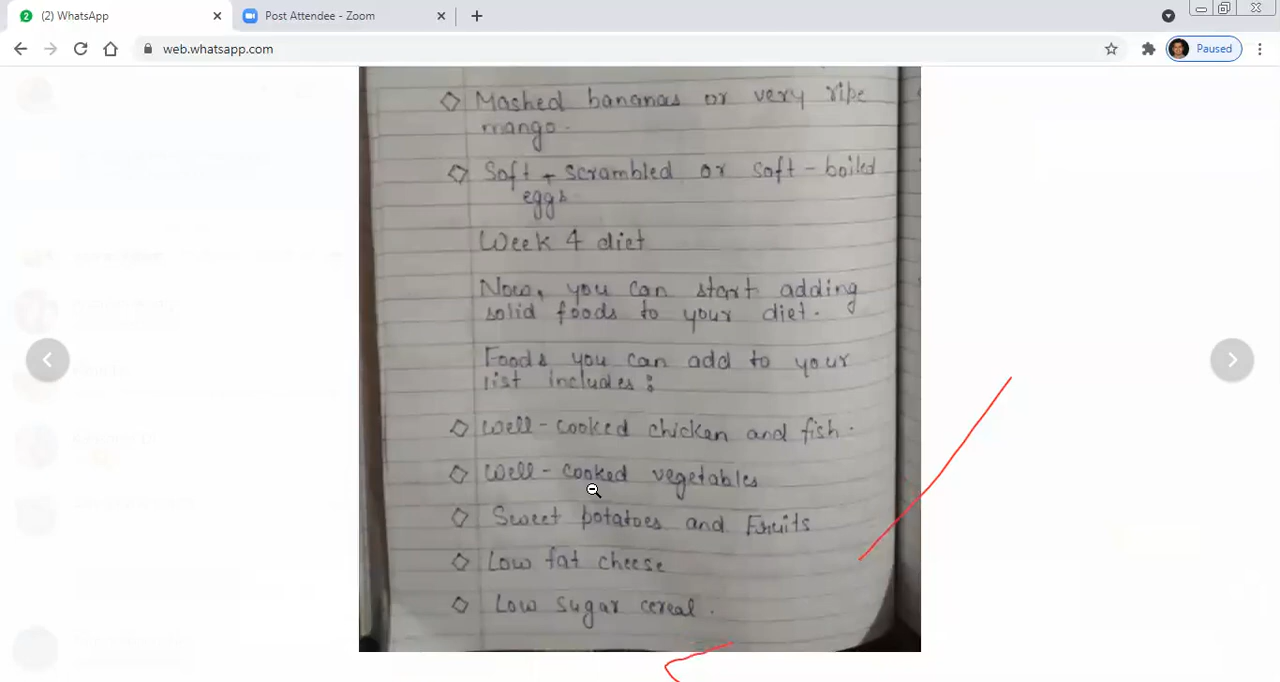 (2) WhatsApp
Post Attendee - Zoom
web.whatsapp.com
Paused
◇ Mashed bananas or very ripe
mango.
◇ Soft - scrambled or soft - boiled
eggs
Week 4 diet
Now, you can start adding
solid foods to your diet.
Foods you can add to your
list includes :
◇ Well - cooked chicken and fish.
◇ Well - cooked vegetables
◇ Sweet potatoes and Fruits
◇ Low fat cheese
◇ Low sugar cereal.